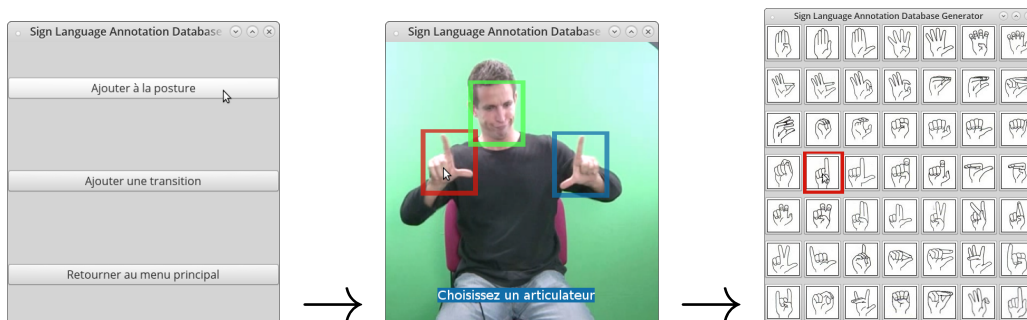 Sign Language Annotation Database
Ajouter à la posture
Ajouter une transition
Retourner au menu principal
Sign Language Annotation Database
Choisissez un articulateur
Sign Language Annotation Database Generator